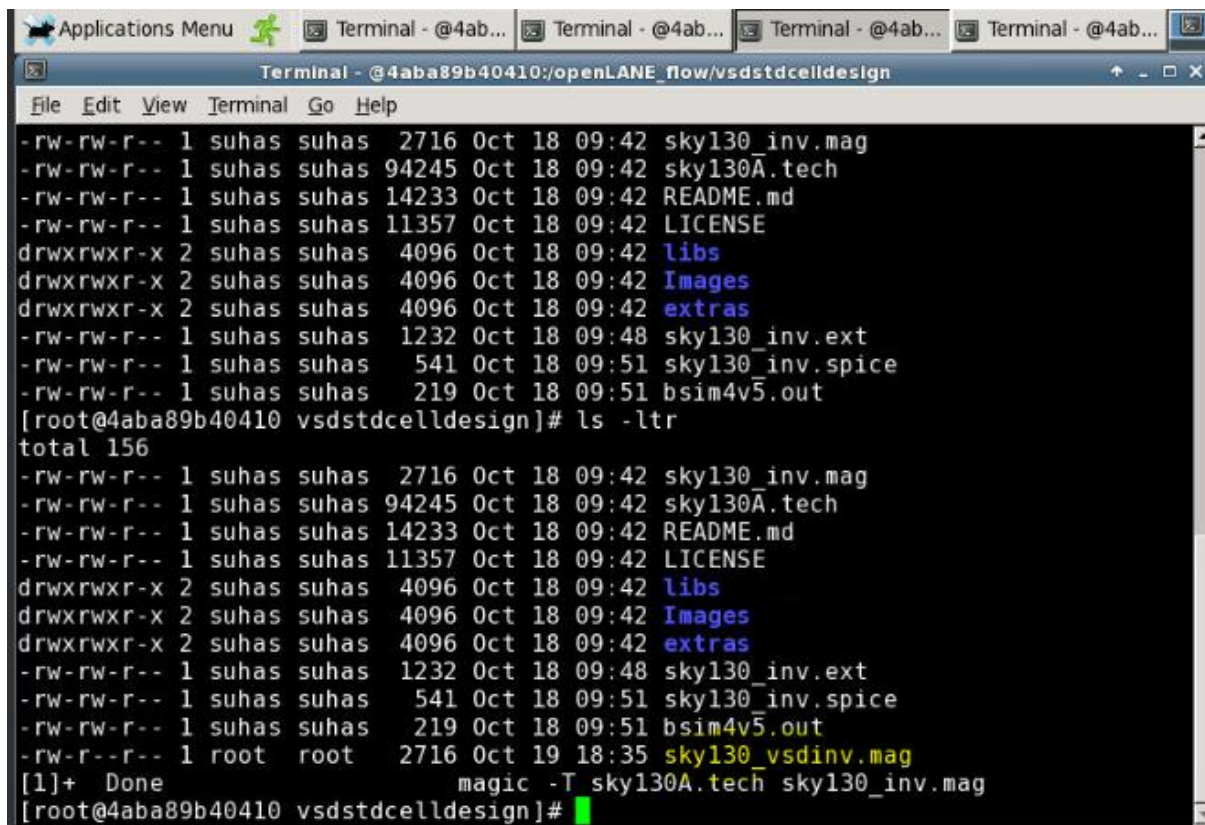 Applications Menu Terminal - @4ab... Terminal - @4ab... Terminal - @4ab... Terminal - @4ab...
Terminal - @4aba89b40410:/openLANE_flow/vsdstdcelldesign
File Edit View Terminal Go Help
-rw-rw-r-- 1 suhas suhas  2716 Oct 18 09:42 sky130_inv.mag
-rw-rw-r-- 1 suhas suhas 94245 Oct 18 09:42 sky130A.tech
-rw-rw-r-- 1 suhas suhas 14233 Oct 18 09:42 README.md
-rw-rw-r-- 1 suhas suhas 11357 Oct 18 09:42 LICENSE
drwxrwxr-x 2 suhas suhas  4096 Oct 18 09:42 libs
drwxrwxr-x 2 suhas suhas  4096 Oct 18 09:42 Images
drwxrwxr-x 2 suhas suhas  4096 Oct 18 09:42 extras
-rw-rw-r-- 1 suhas suhas  1232 Oct 18 09:48 sky130_inv.ext
-rw-rw-r-- 1 suhas suhas   541 Oct 18 09:51 sky130_inv.spice
-rw-rw-r-- 1 suhas suhas   219 Oct 18 09:51 bsim4v5.out
[root@4aba89b40410 vsdstdcelldesign]# ls -ltr
total 156
-rw-rw-r-- 1 suhas suhas  2716 Oct 18 09:42 sky130_inv.mag
-rw-rw-r-- 1 suhas suhas 94245 Oct 18 09:42 sky130A.tech
-rw-rw-r-- 1 suhas suhas 14233 Oct 18 09:42 README.md
-rw-rw-r-- 1 suhas suhas 11357 Oct 18 09:42 LICENSE
drwxrwxr-x 2 suhas suhas  4096 Oct 18 09:42 libs
drwxrwxr-x 2 suhas suhas  4096 Oct 18 09:42 Images
drwxrwxr-x 2 suhas suhas  4096 Oct 18 09:42 extras
-rw-rw-r-- 1 suhas suhas  1232 Oct 18 09:48 sky130_inv.ext
-rw-rw-r-- 1 suhas suhas   541 Oct 18 09:51 sky130_inv.spice
-rw-rw-r-- 1 suhas suhas   219 Oct 18 09:51 bsim4v5.out
-rw-r--r-- 1 root  root   2716 Oct 19 18:35 sky130_vsdinv.mag
[1]+  Done                    magic -T sky130A.tech sky130_inv.mag
[root@4aba89b40410 vsdstdcelldesign]#